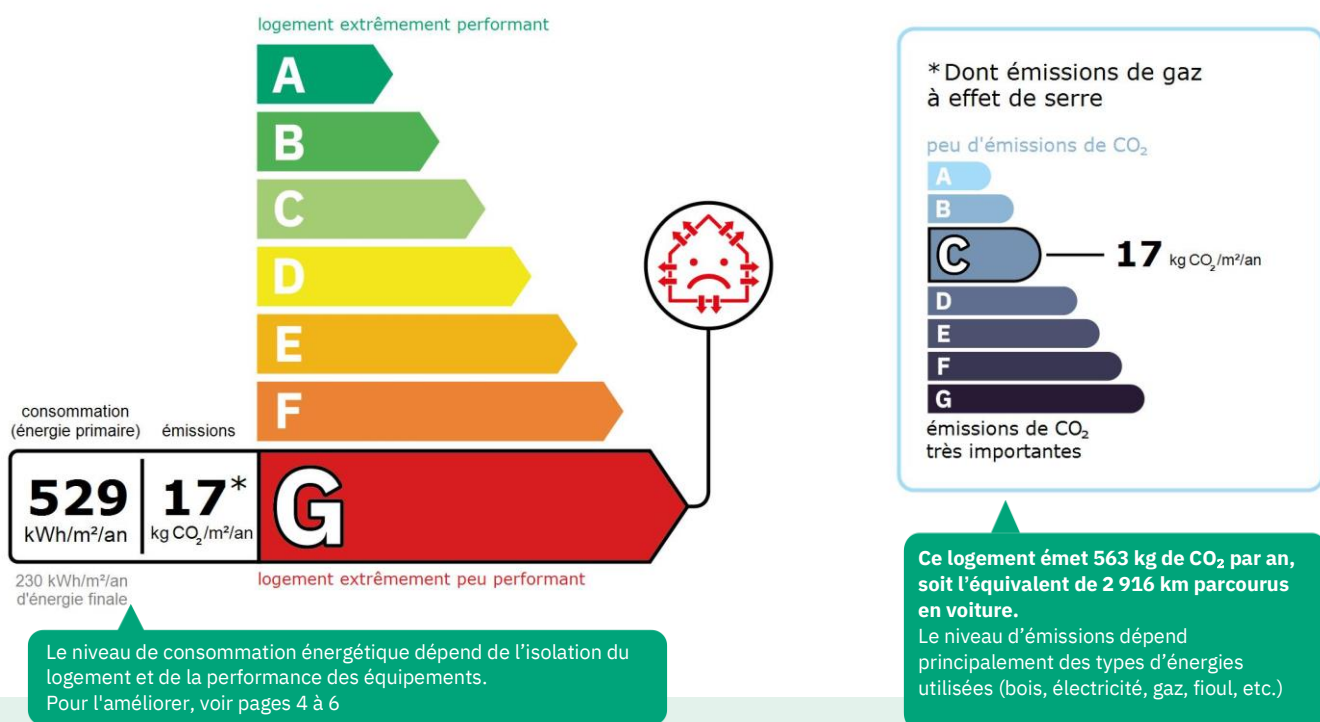 logement extrêmement performant
A
B
C
D
E
F
consommation
(énergie primaire)
émissions
529
kWh/m²/an
17*
kg CO₂/m²/an
G
230 kWh/m²/an
d'énergie finale
logement extrêmement peu performant
Le niveau de consommation énergétique dépend de l'isolation du
logement et de la performance des équipements.
Pour l'améliorer, voir pages 4 à 6
*Dont émissions de gaz
à effet de serre
peu d'émissions de CO₂
A
B
C
17 kg CO₂/m²/an
D
E
F
G
émissions de CO₂
très importantes
Ce logement émet 563 kg de CO₂ par an,
soit l'équivalent de 2 916 km parcourus
en voiture.
Le niveau d'émissions dépend
principalement des types d'énergies
utilisées (bois, électricité, gaz, fioul, etc.)